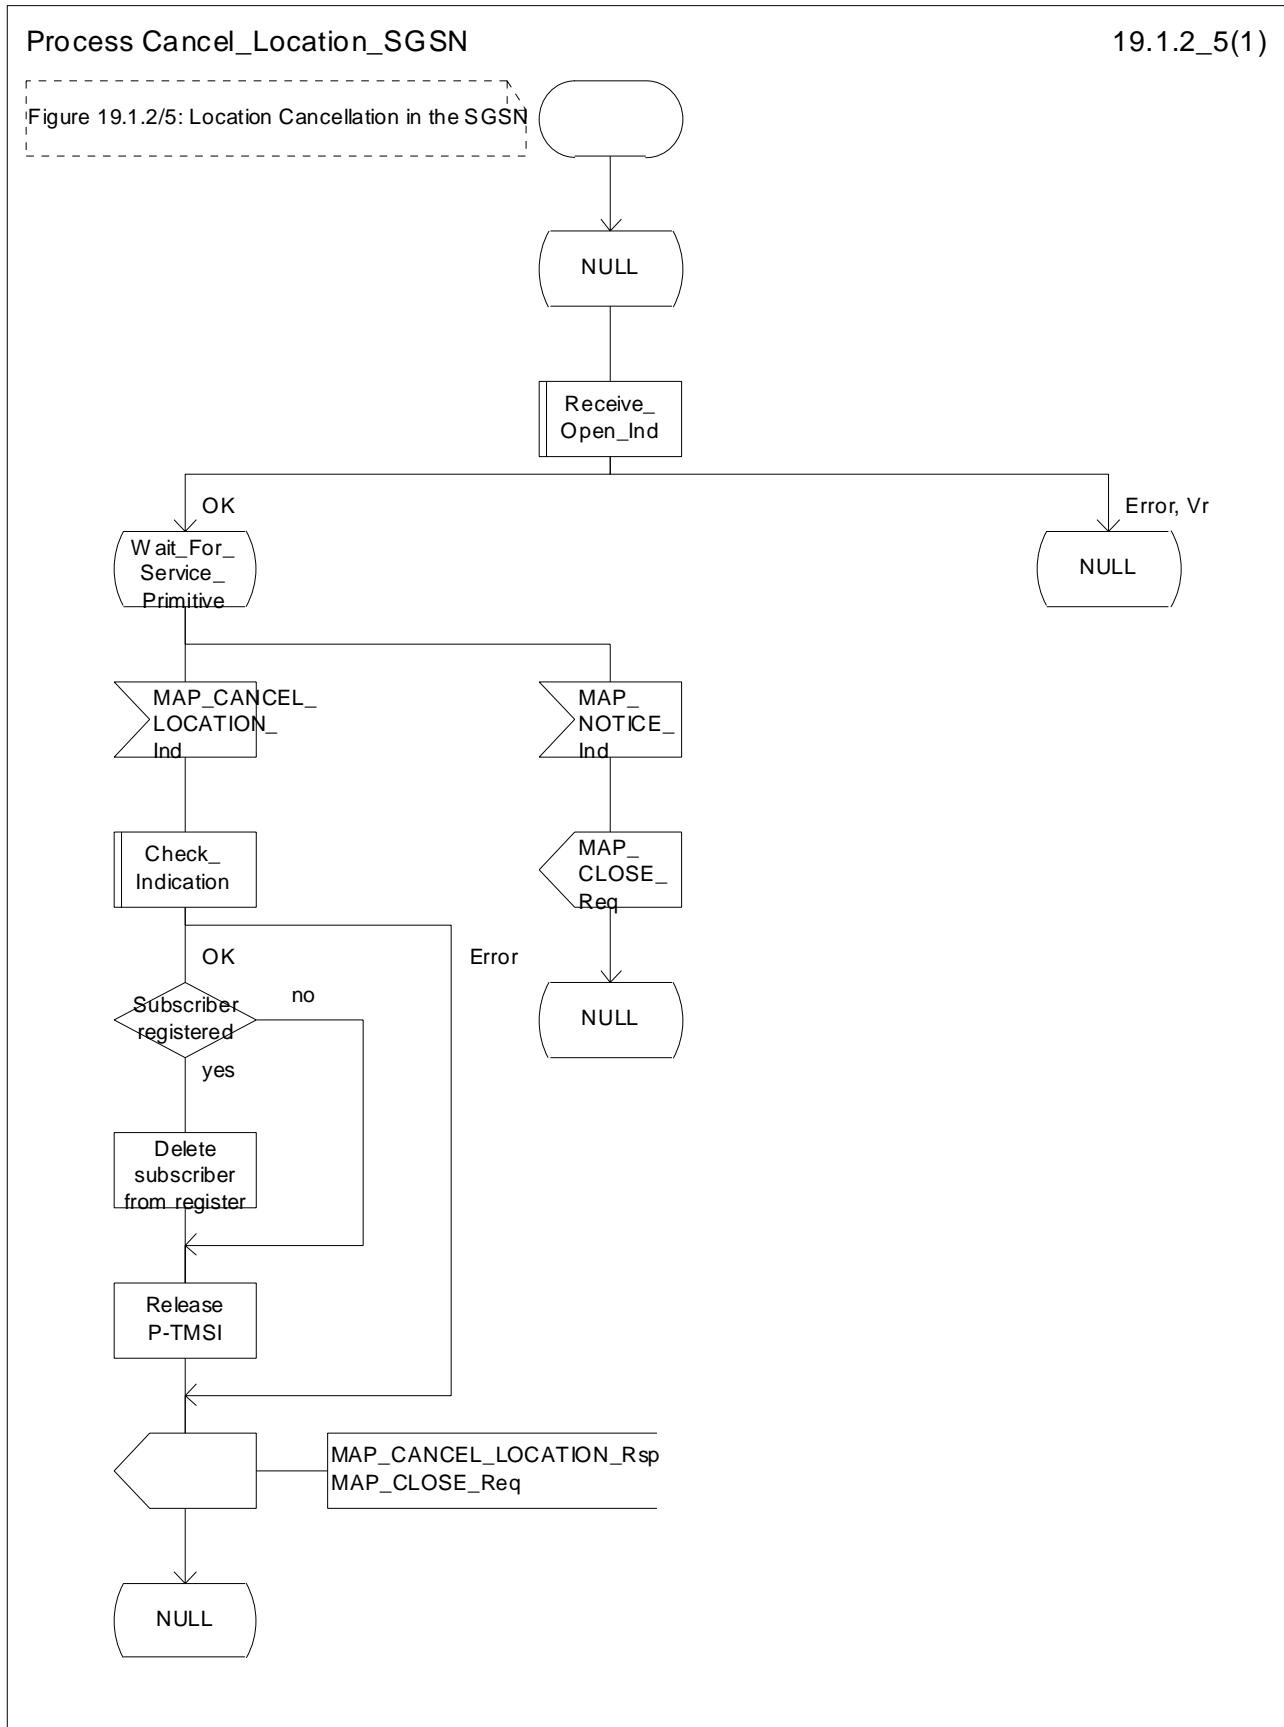 Process Cancel_Location_SGSN
19.1.2_5(1)
Figure 19.1.2/5: Location Cancellation in the SGSN
NULL
Receive_
Open_Ind
OK
Error, Vr
Wait_For_
Service_
Primitive
NULL
MAP_CANCEL_
LOCATION_
Ind
MAP_
NOTICE_
Ind
Check_
Indication
MAP_
CLOSE_
Req
OK
Error
Subscriber
registered
no
yes
NULL
Delete
subscriber
from register
Release
P-TMSI
MAP_CANCEL_LOCATION_Rsp
MAP_CLOSE_Req
NULL